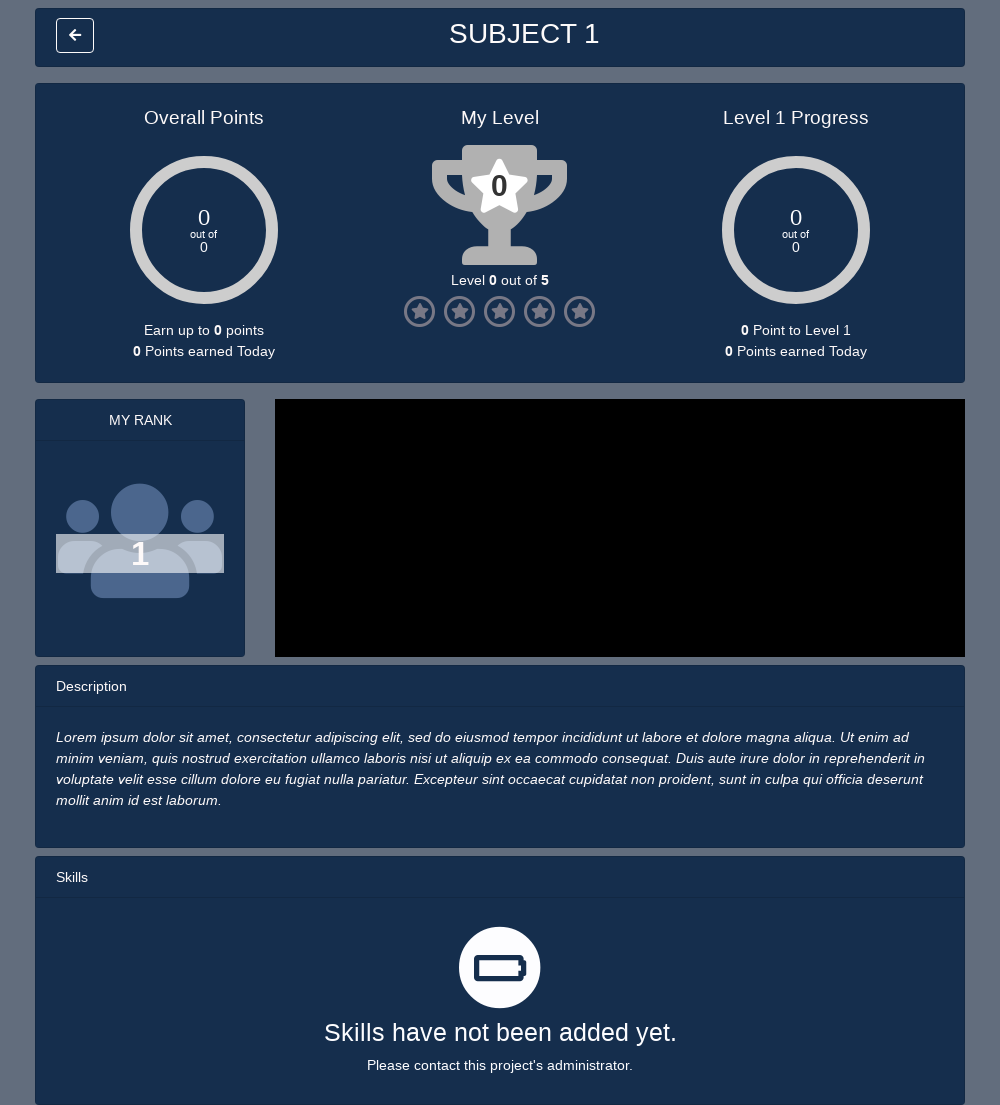 SUBJECT 1
Overall Points
My Level
Level 1 Progress
0
out of
0
0
0
out of
0
Level 0 out of 5
Earn up to 0 points
0 Points earned Today
0 Point to Level 1
0 Points earned Today
MY RANK
1
Description
Lorem ipsum dolor sit amet, consectetur adipiscing elit, sed do eiusmod tempor incididunt ut labore et dolore magna aliqua. Ut enim ad
minim veniam, quis nostrud exercitation ullamco laboris nisi ut aliquip ex ea commodo consequat. Duis aute irure dolor in reprehenderit in
voluptate velit esse cillum dolore eu fugiat nulla pariatur. Excepteur sint occaecat cupidatat non proident, sunt in culpa qui officia deserunt
mollit anim id est laborum.
Skills
Skills have not been added yet.
Please contact this project's administrator.